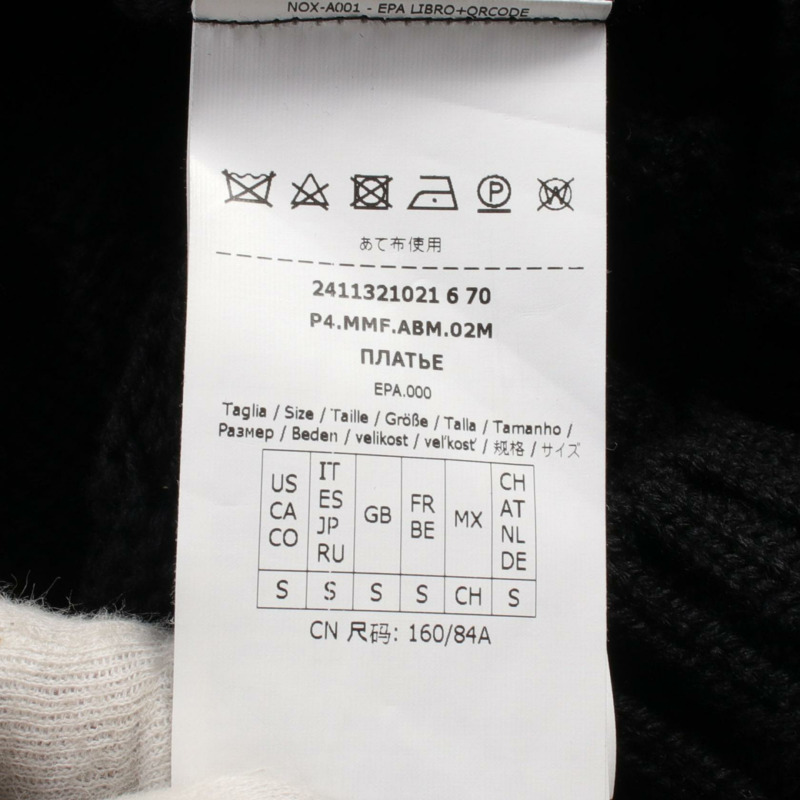 NOX-A001 - EPA LIBRO+QRCODE
P
W
あて布使用
2411321021 6 70
P4.MMF.ABM.02M
ПЛАТЬЕ
EPA.000
Taglia / Size / Taille / Größe / Talla / Tamanho /
Размер / Beden / velikost / veľkosť / 规格 / サイズ
US CA CO IT ES JP RU GB FR BE MX CH AT NL DE
S S S S CH S
CN 尺码: 160/84A